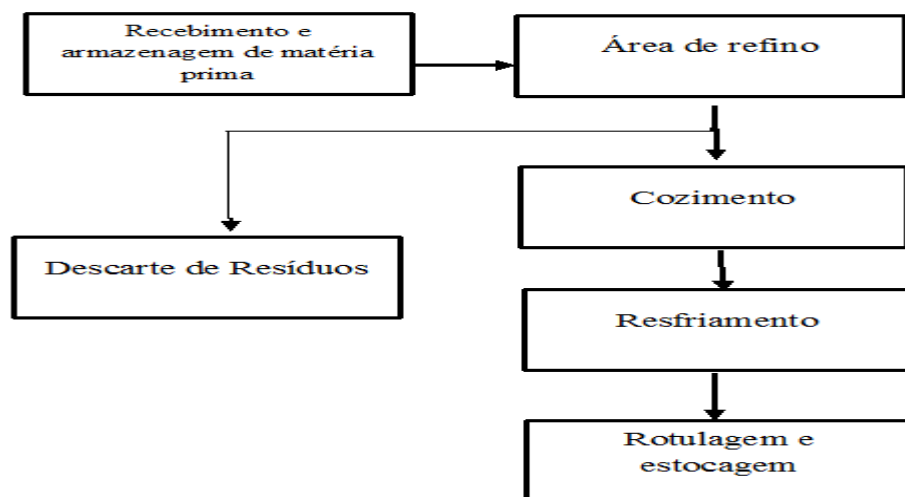 Recebimento e
armazenagem de matéria
prima
Área de refino
Cozimento
Descarte de Resíduos
Resfriamento
Rotulagem e
estocagem